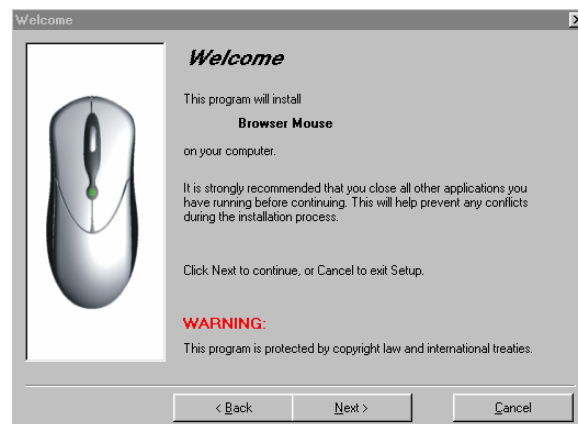 Welcome
Welcome
This program will install
Browser Mouse
on your computer.
It is strongly recommended that you close all other applications you
have running before continuing. This will help prevent any conflicts
during the installation process.
Click Next to continue, or Cancel to exit Setup.
WARNING:
This program is protected by copyright law and international treaties.
< Back Next > Cancel